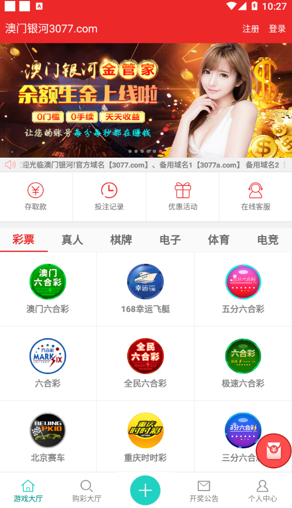 10:27
澳门银河3077.com
注册 登录
澳门银河金管家
余额生金上线啦
0门槛 0手续 天天收益
让您的账号每分每秒都在赚钱
迎光临澳门银河!官方域名【3077.com】、备用域名1【3077a.com】 备用域名2
存取款 投注记录 优惠活动 在线客服
彩票 真人 棋牌 电子 体育 电竞
澳门
六合彩
幸运
五分六合彩
澳门六合彩 168幸运飞艇 五分六合彩
MARK SIX
全民
六合彩
六合彩
六合彩 全民六合彩 极速六合彩
BEIJING
PK10
重庆
时时彩
3分六合彩
北京赛车 重庆时时彩 三分六合彩
游戏大厅 购彩大厅 开奖公告 个人中心